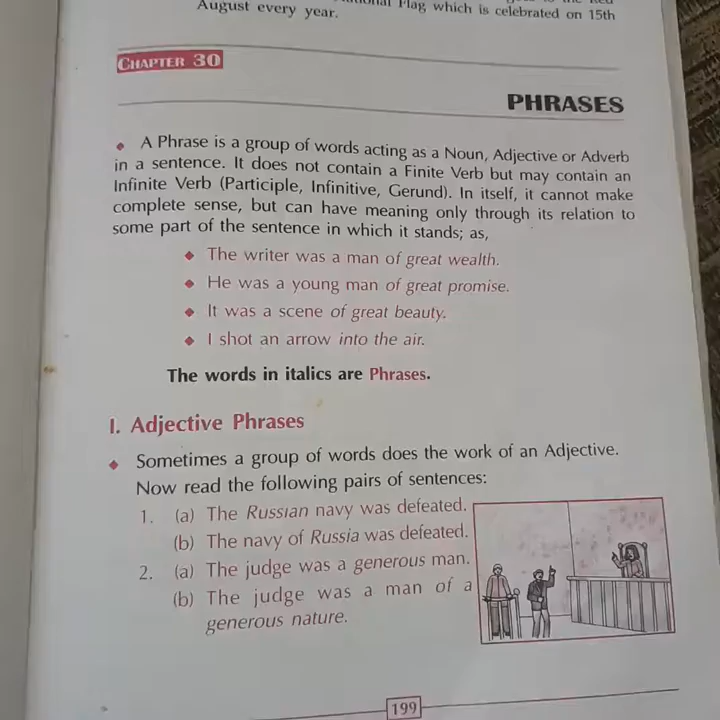 August every year.
Flag which is celebrated on 15th
CHAPTER 30
PHRASES
A Phrase is a group of words acting as a Noun, Adjective or Adverb
in a sentence. It does not contain a Finite Verb but may contain an
Infinite Verb (Participle, Infinitive, Gerund). In itself, it cannot make
complete sense, but can have meaning only through its relation to
some part of the sentence in which it stands; as,
The writer was a man of great wealth.
He was a young man of great promise.
It was a scene of great beauty.
I shot an arrow into the air.
The words in italics are Phrases.
I. Adjective Phrases
Sometimes a group of words does the work of an Adjective.
Now read the following pairs of sentences:
1. (a) The Russian navy was defeated.
(b) The navy of Russia was defeated.
2. (a) The judge was a generous man.
(b) The judge was a man of a
generous nature.
199